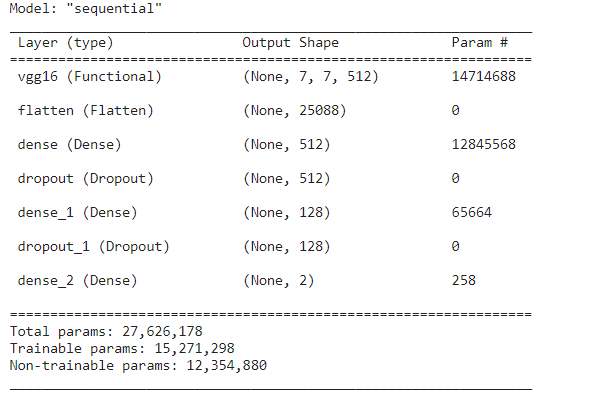 Model: "sequential"
Layer (type) Output Shape Param #
vgg16 (Functional) (None, 7, 7, 512) 14714688
flatten (Flatten) (None, 25088) 0
dense (Dense) (None, 512) 12845568
dropout (Dropout) (None, 512) 0
dense_1 (Dense) (None, 128) 65664
dropout_1 (Dropout) (None, 128) 0
dense_2 (Dense) (None, 2) 258
Total params: 27,626,178
Trainable params: 15,271,298
Non-trainable params: 12,354,880